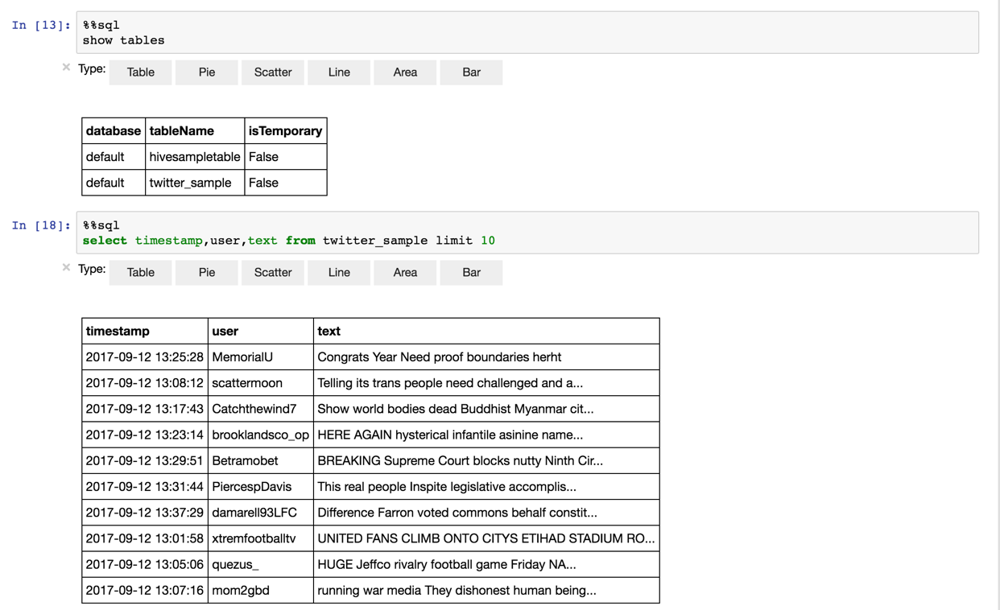 In [13]: %%sql
show tables
× Type: Table Pie Scatter Line Area Bar
database tableName isTemporary
default hivesampletable False
default twitter_sample False
In [18]: %%sql
select timestamp,user,text from twitter_sample limit 10
× Type: Table Pie Scatter Line Area Bar
timestamp user text
2017-09-12 13:25:28 MemorialU Congrats Year Need proof boundaries herht
2017-09-12 13:08:12 scattermoon Telling its trans people need challenged and a...
2017-09-12 13:17:43 Catchthewind7 Show world bodies dead Buddhist Myanmar cit...
2017-09-12 13:23:14 brooklandsco_op HERE AGAIN hysterical infantile asinine name...
2017-09-12 13:29:51 Betramobet BREAKING Supreme Court blocks nutty Ninth Cir...
2017-09-12 13:31:44 PiercespDavis This real people Inspite legislative accomplis...
2017-09-12 13:37:29 damarell93LFC Difference Farron voted commons behalf constit...
2017-09-12 13:01:58 xtremfootballtv UNITED FANS CLIMB ONTO CITYS ETIHAD STADIUM RO...
2017-09-12 13:05:06 quezus_ HUGE Jeffco rivalry football game Friday NA...
2017-09-12 13:07:16 mom2gbd running war media They dishonest human being...